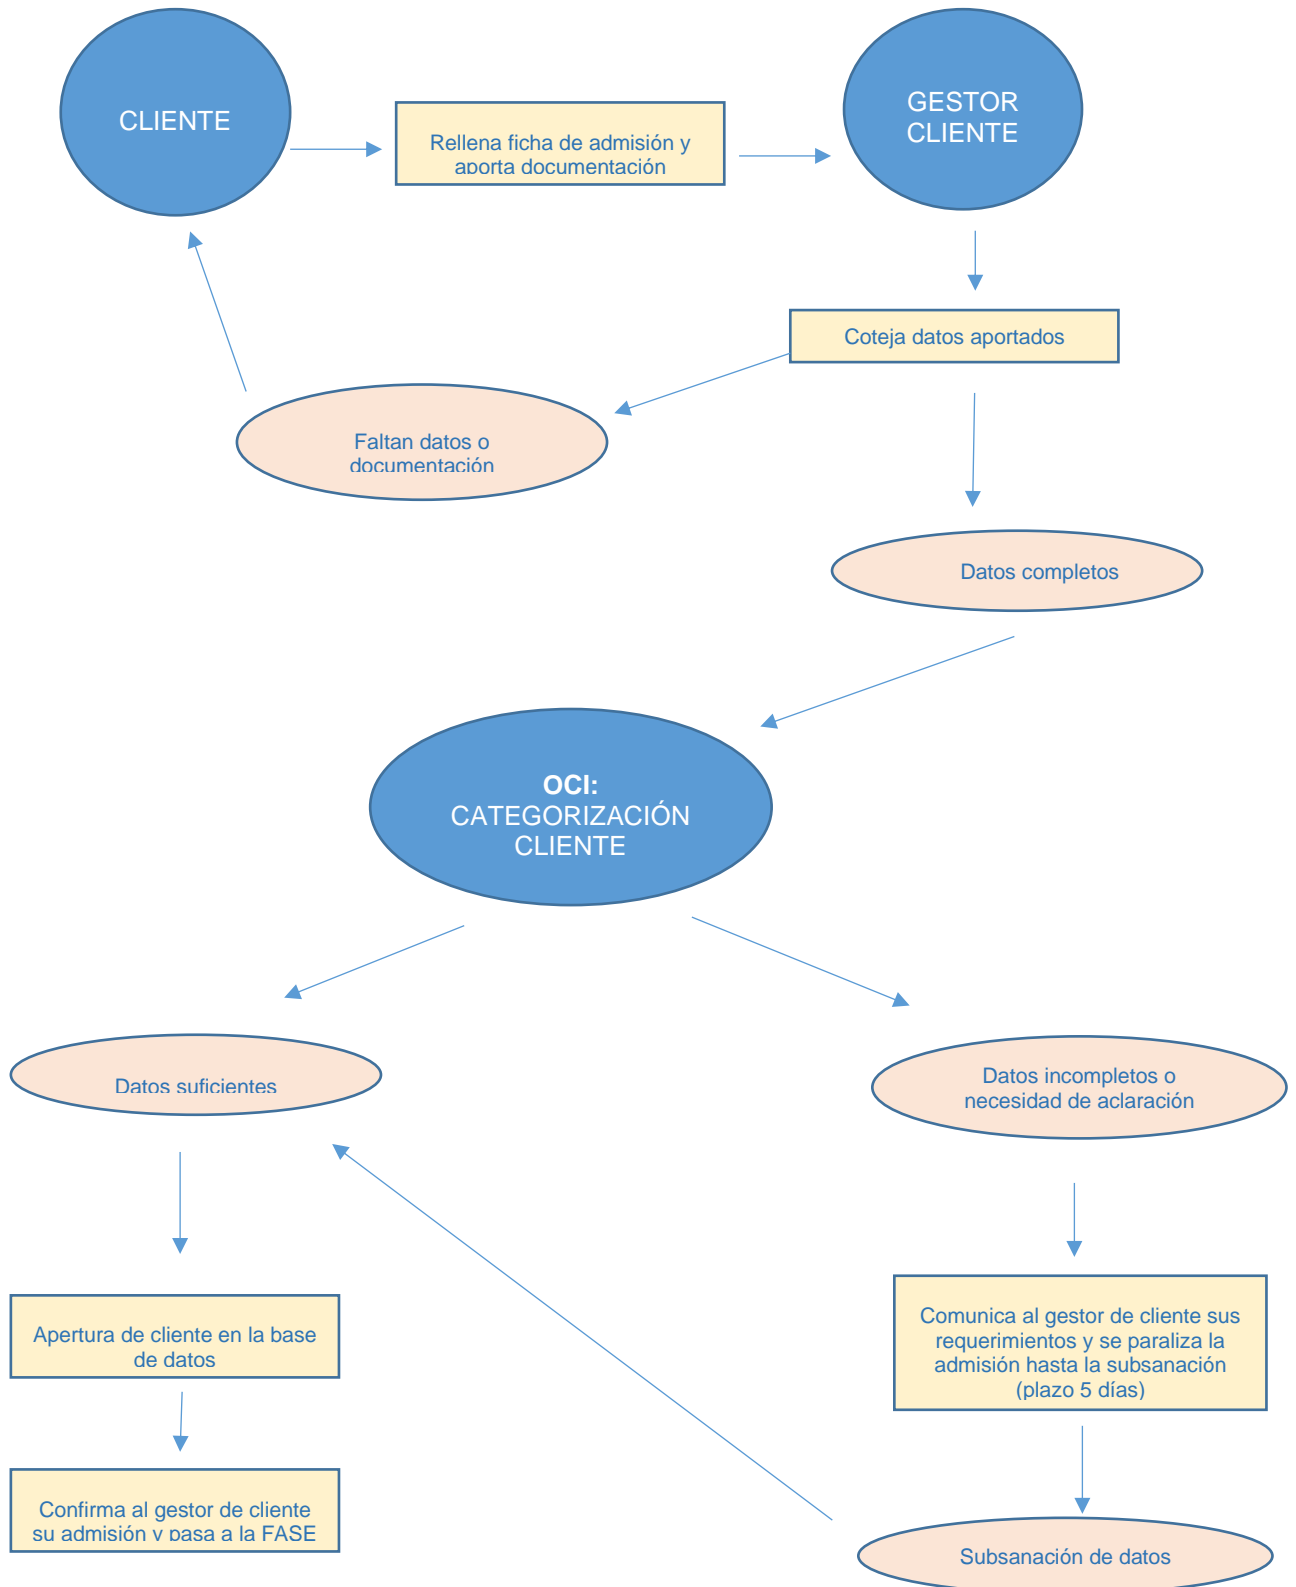 CLIENTE
Rellena ficha de admisión y
aporta documentación
GESTOR
CLIENTE
Coteja datos aportados
Faltan datos o
documentación
Datos completos
OCI:
CATEGORIZACIÓN
CLIENTE
Datos suficientes
Datos incompletos o
necesidad de aclaración
Apertura de cliente en la base
de datos
Comunica al gestor de cliente sus
requerimientos y se paraliza la
admisión hasta la subsanación
(plazo 5 días)
Confirma al gestor de cliente
su admisión y pasa a la FASE
Subsanación de datos